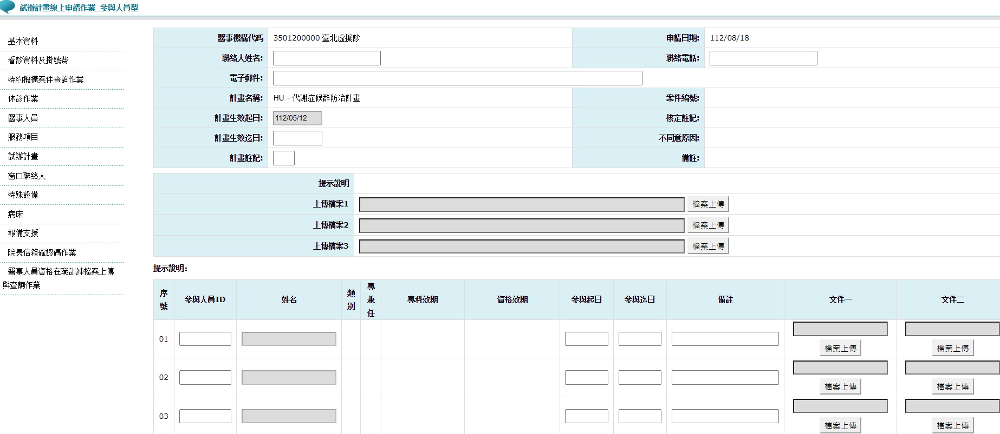 試辦計畫線上申請作業_參與人員型
基本資料
看診資料及掛號費
特約機構案件查詢作業
休診作業
醫事人員
服務項目
試辦計畫
窗口聯絡人
特殊設備
病床
報備支援
院長信箱確認碼作業
醫事人員資格在職訓練檔案上傳
與查詢作業
醫事機構代碼 3501200000 臺北虛擬診 申請日期: 112/08/18
聯絡人姓名: 聯絡電話:
電子郵件:
計畫名稱: HU - 代謝症候群防治計畫 案件編號:
計畫生效起日: 112/05/12 核定註記:
計畫生效迄日: 不同意原因:
計畫註記: 備註:
提示說明
上傳檔案1 檔案上傳
上傳檔案2 檔案上傳
上傳檔案3 檔案上傳
提示說明:
序號 參與人員ID 姓名 類別 專兼任 專科效期 資格效期 參與起日 參與迄日 備註 文件一 文件二
01 檔案上傳 檔案上傳
02 檔案上傳 檔案上傳
03 檔案上傳 檔案上傳